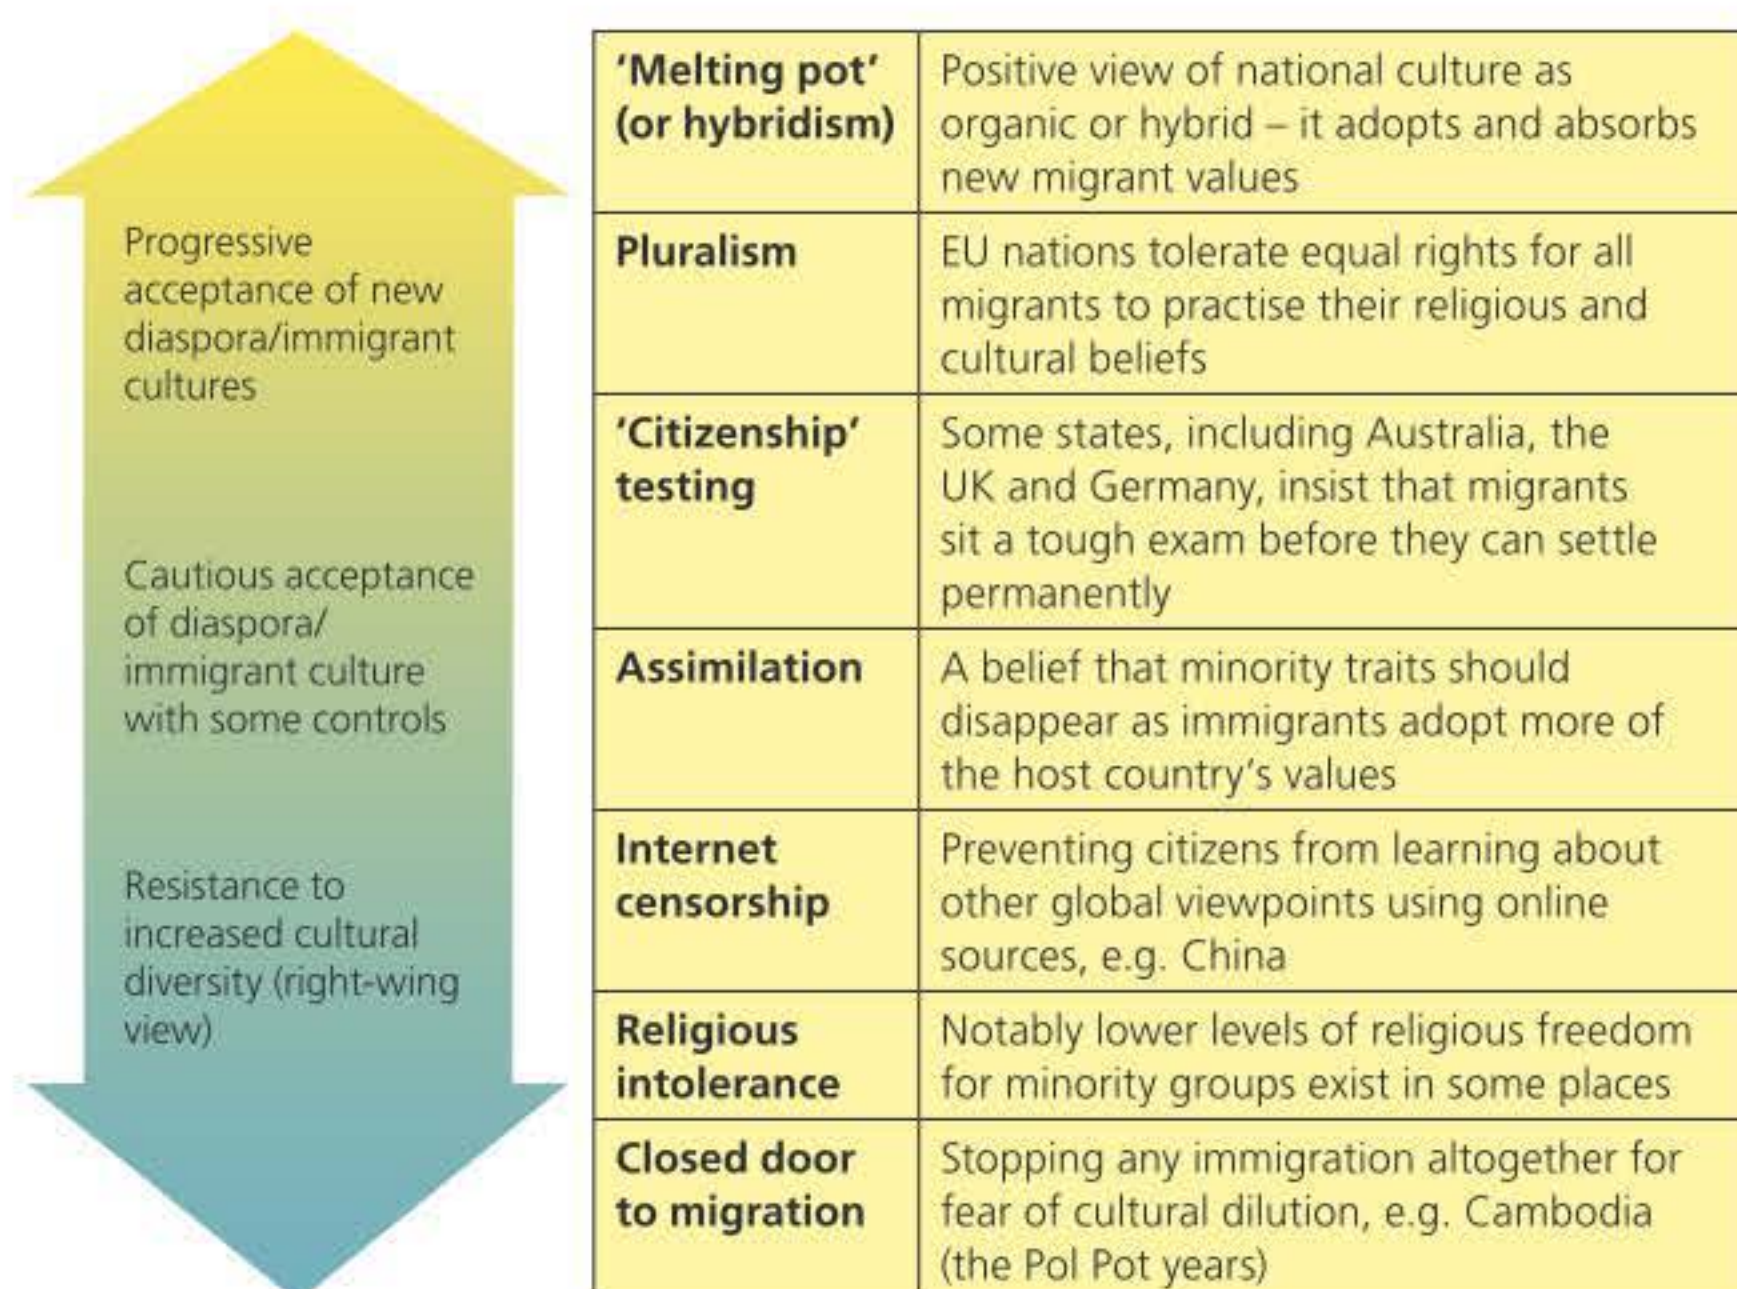 Progressive
acceptance of new
diaspora/immigrant
cultures
Cautious acceptance
of diaspora/
immigrant culture
with some controls
Resistance to
increased cultural
diversity (right-wing
view)
‘Melting pot’
(or hybridism)
Positive view of national culture as
organic or hybrid – it adopts and absorbs
new migrant values
Pluralism
EU nations tolerate equal rights for all
migrants to practise their religious and
cultural beliefs
‘Citizenship’
testing
Some states, including Australia, the
UK and Germany, insist that migrants
sit a tough exam before they can settle
permanently
Assimilation
A belief that minority traits should
disappear as immigrants adopt more of
the host country’s values
Internet
censorship
Preventing citizens from learning about
other global viewpoints using online
sources, e.g. China
Religious
intolerance
Notably lower levels of religious freedom
for minority groups exist in some places
Closed door
to migration
Stopping any immigration altogether for
fear of cultural dilution, e.g. Cambodia
(the Pol Pot years)